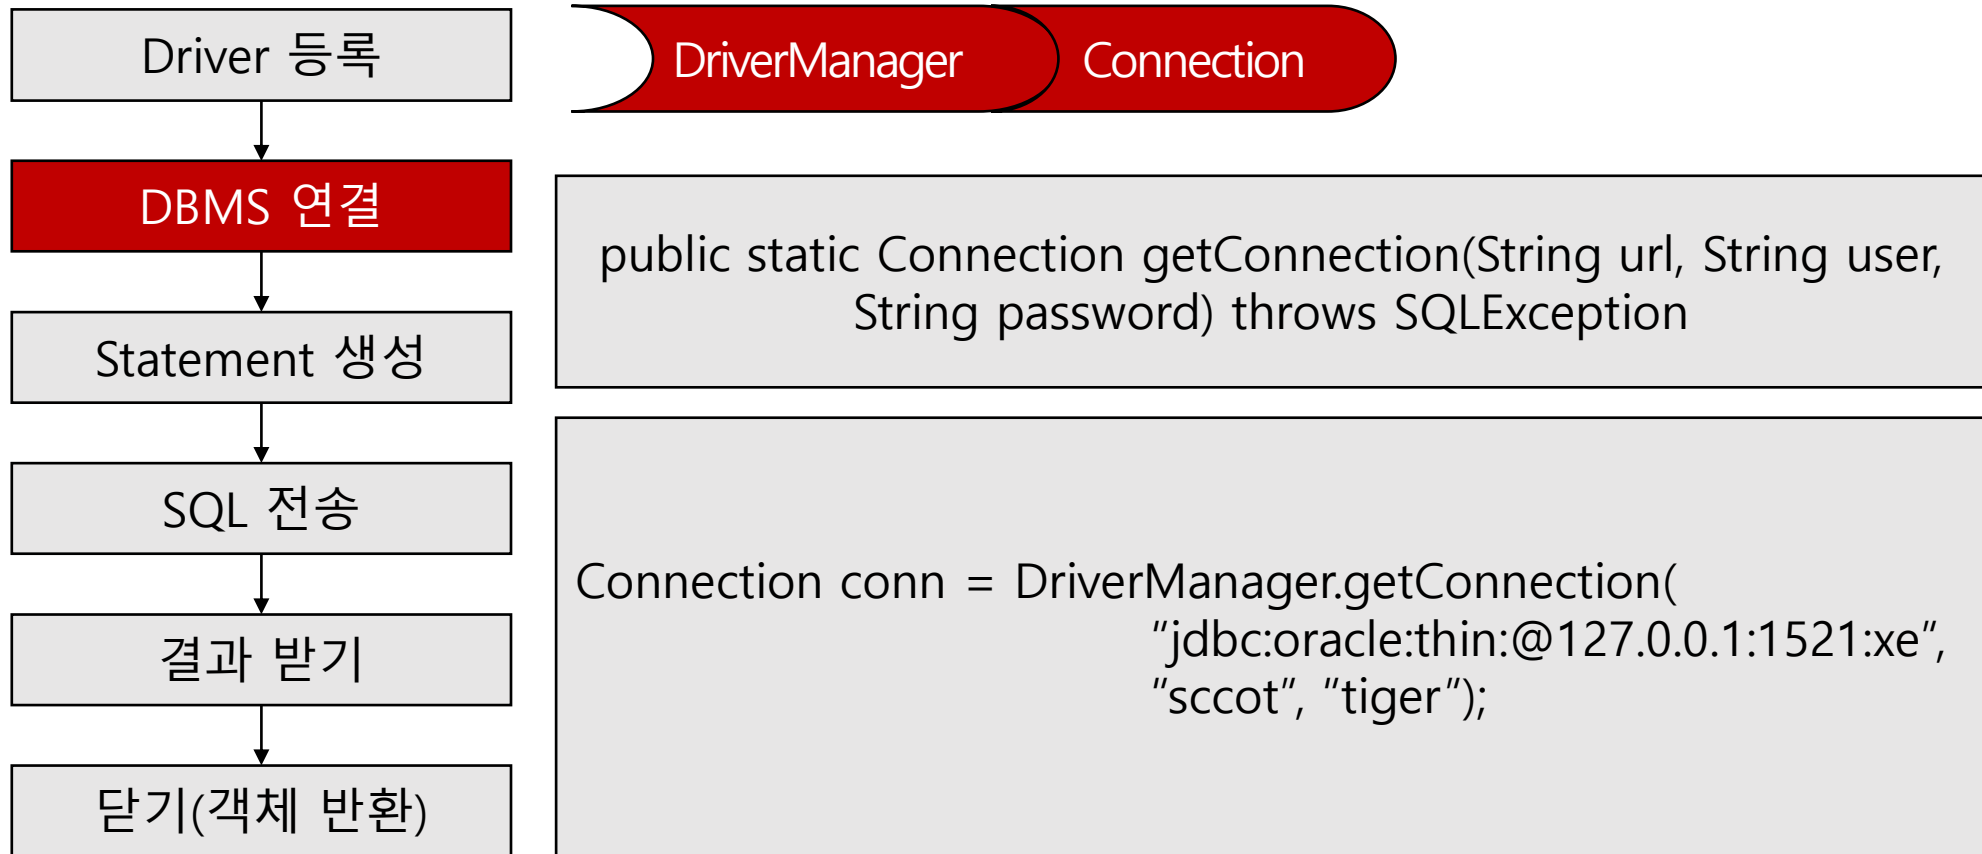 Driver 등록
DBMS 연결
Statement 생성
SQL 전송
결과 받기
닫기(객체 반환)
DriverManager
Connection
public static Connection getConnection(String url, String user,
String password) throws SQLException
Connection conn = DriverManager.getConnection(
“jdbc:oracle:thin:@127.0.0.1:1521:xe”,
“sccot”, “tiger”);